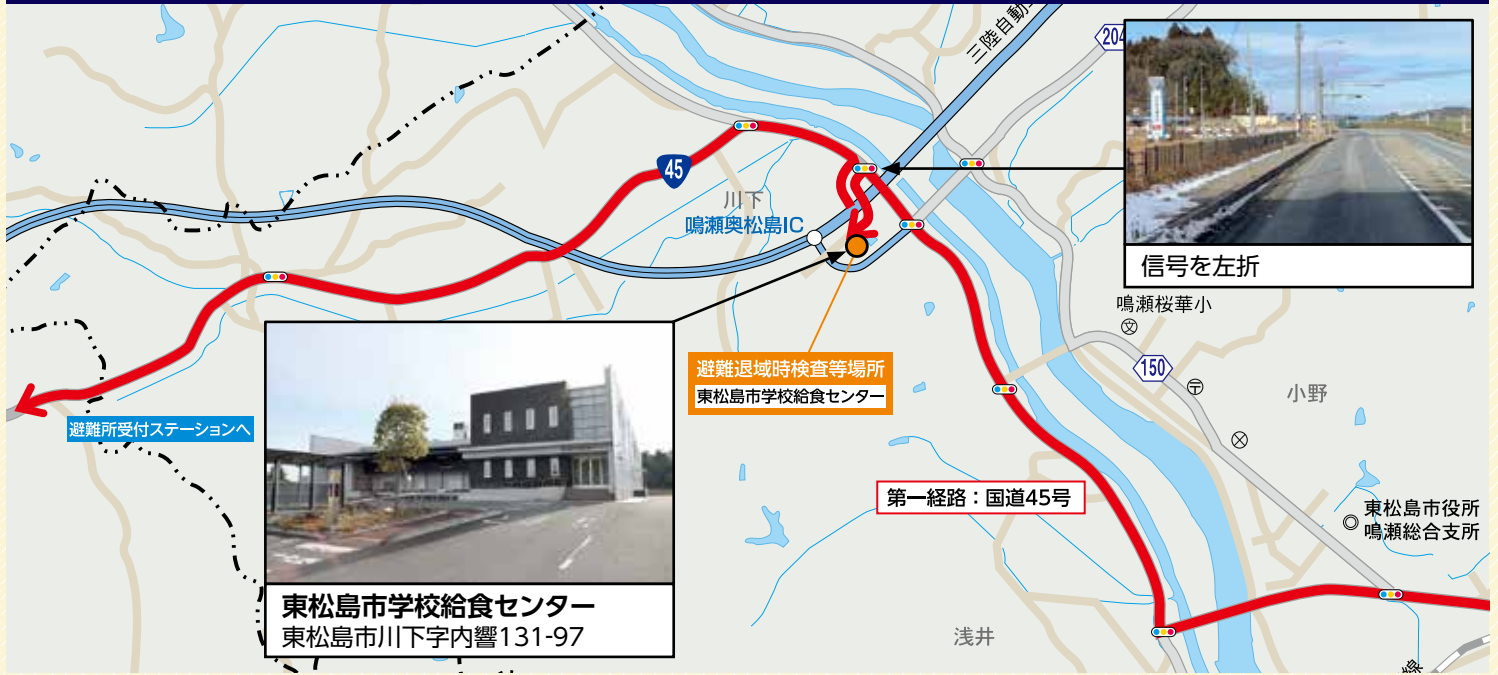 三陸自動
204
45
川下
鳴瀬奥松島IC
信号を左折
鳴瀬桜華小
文
150
小野
避難退域時検査等場所
東松島市学校給食センター
避難所受付ステーションへ
第一経路：国道45号
東松島市役所
鳴瀬総合支所
東松島市学校給食センター
東松島市川下字内響131-97
浅井
線